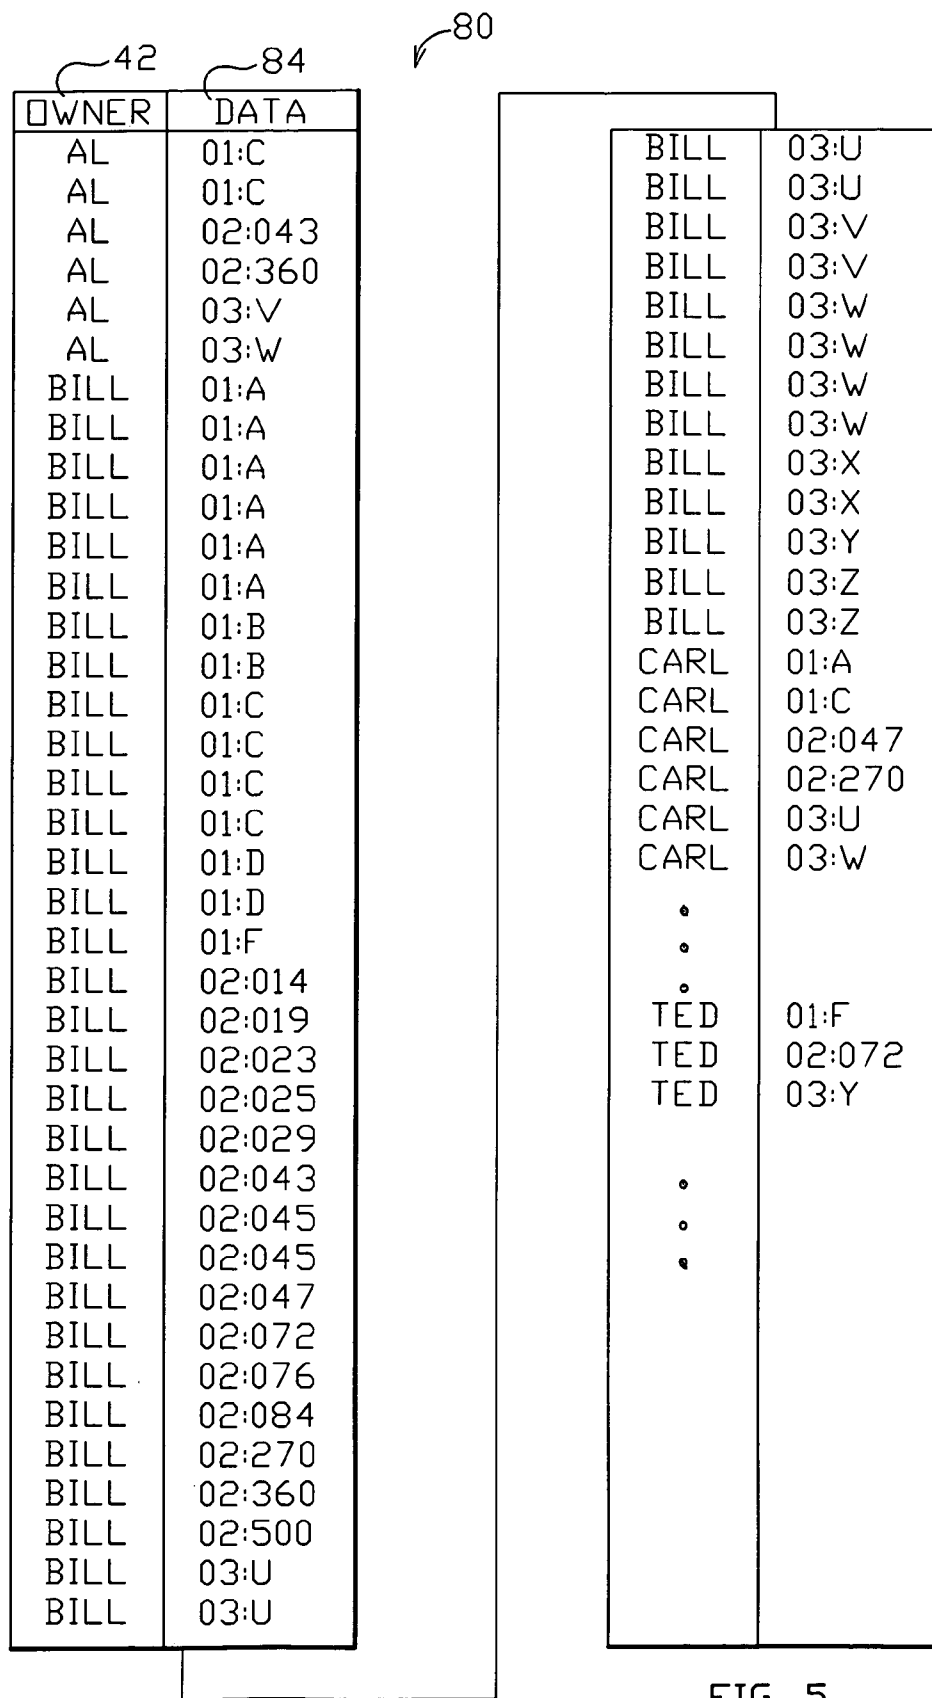 80
42 84
OWNER DATA
AL 01:C
AL 01:C
AL 02:043
AL 02:360
AL 03:V
AL 03:W
BILL 01:A
BILL 01:A
BILL 01:A
BILL 01:A
BILL 01:A
BILL 01:A
BILL 01:B
BILL 01:B
BILL 01:C
BILL 01:C
BILL 01:C
BILL 01:C
BILL 01:D
BILL 01:D
BILL 01:F
BILL 02:014
BILL 02:019
BILL 02:023
BILL 02:025
BILL 02:029
BILL 02:043
BILL 02:045
BILL 02:045
BILL 02:047
BILL 02:072
BILL 02:076
BILL 02:084
BILL 02:270
BILL 02:360
BILL 02:500
BILL 03:U
BILL 03:U
BILL 03:U
BILL 03:U
BILL 03:V
BILL 03:V
BILL 03:W
BILL 03:W
BILL 03:W
BILL 03:W
BILL 03:X
BILL 03:X
BILL 03:Y
BILL 03:Z
BILL 03:Z
CARL 01:A
CARL 01:C
CARL 02:047
CARL 02:270
CARL 03:U
CARL 03:W
TED 01:F
TED 02:072
TED 03:Y
FIG. 5